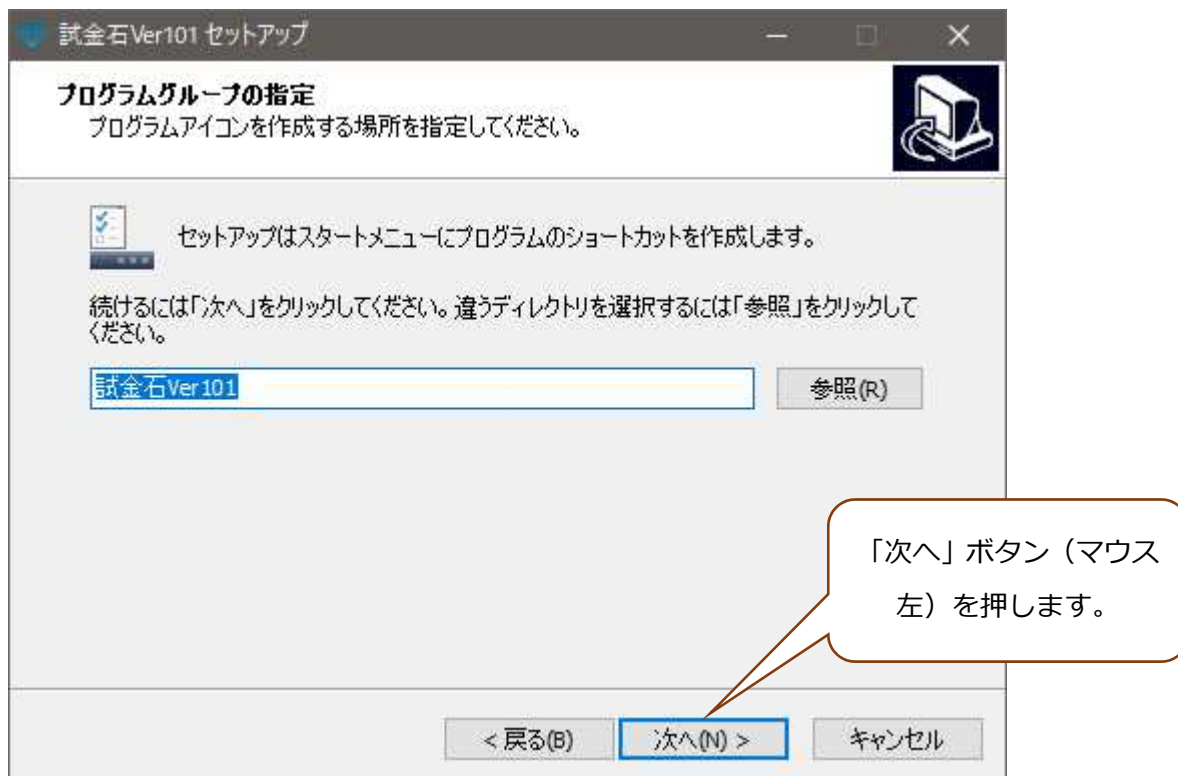 試金石Ver101 セットアップ
プログラムグループの指定
プログラムアイコンを作成する場所を指定してください。
セットアップはスタートメニューにプログラムのショートカットを作成します。
続けるには「次へ」をクリックしてください。違うディレクトリを選択するには「参照」をクリックして
ください。
試金石Ver101
参照(R)
「次へ」ボタン（マウス
左）を押します。
< 戻る(B)
次へ(N) >
キャンセル